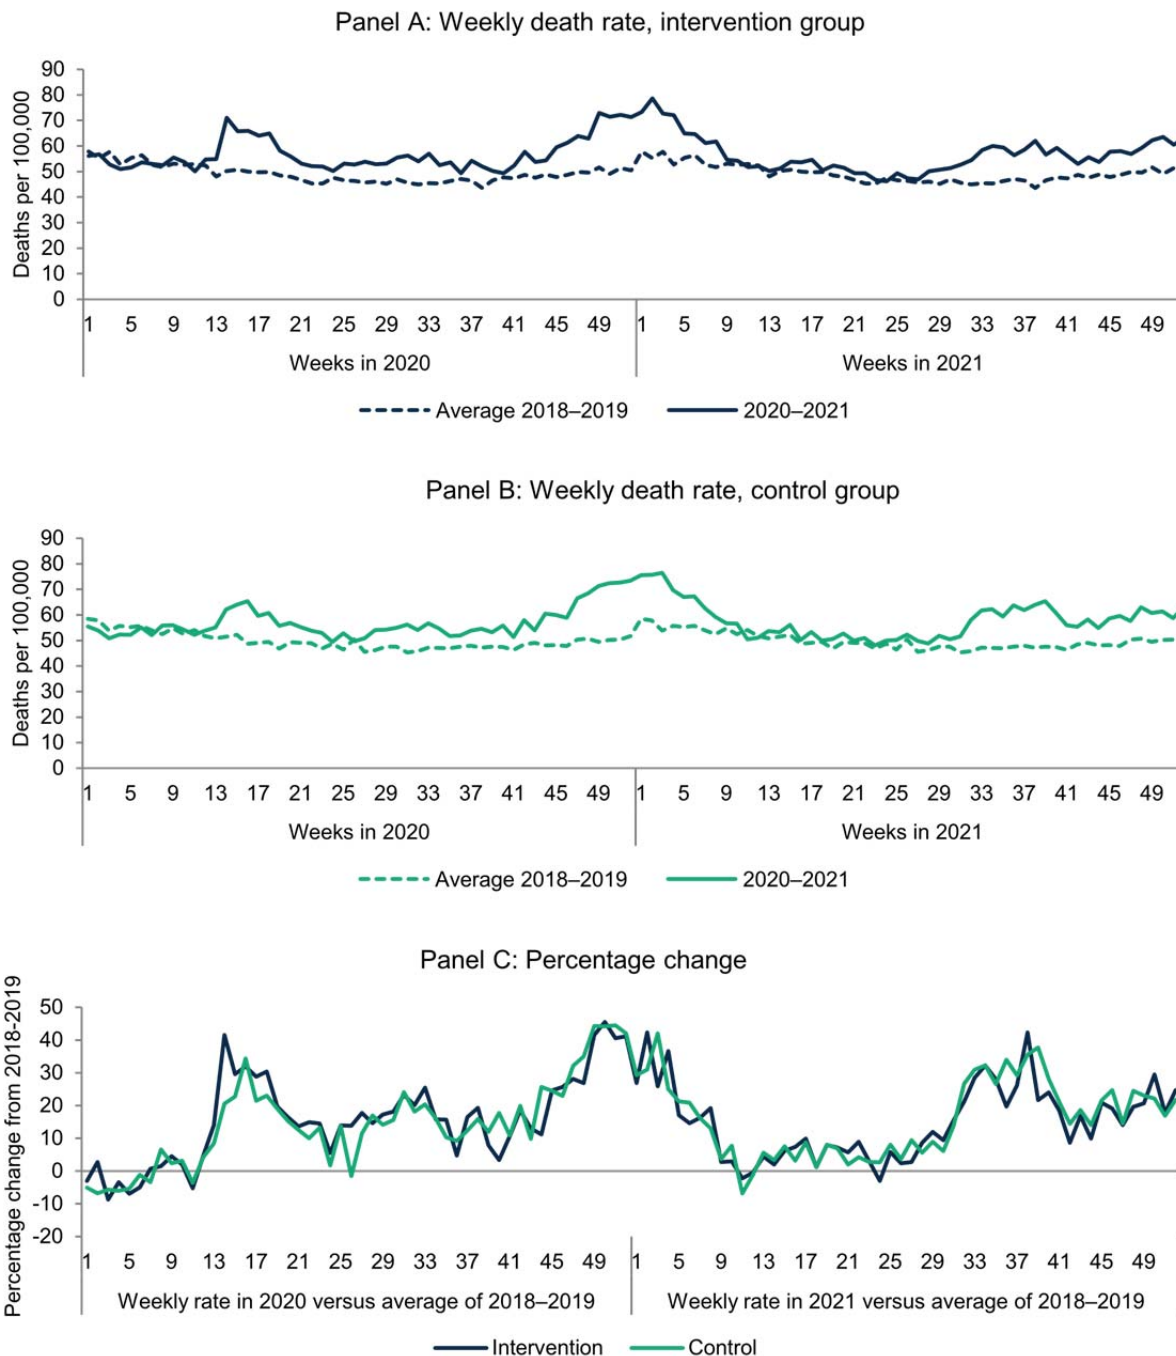 Panel A: Weekly death rate, intervention group
Deaths per 100,000
90
80
70
60
50
40
30
20
10
0
1 5 9 13 17 21 25 29 33 37 41 45 49 1 5 9 13 17 21 25 29 33 37 41 45 49
Weeks in 2020 Weeks in 2021
Average 2018–2019 2020–2021
Panel B: Weekly death rate, control group
Deaths per 100,000
90
80
70
60
50
40
30
20
10
0
1 5 9 13 17 21 25 29 33 37 41 45 49 1 5 9 13 17 21 25 29 33 37 41 45 49
Weeks in 2020 Weeks in 2021
Average 2018–2019 2020–2021
Panel C: Percentage change
Percentage change from 2018-2019
50
40
30
20
10
0
-10
-20
1 5 9 13 17 21 25 29 33 37 41 45 49 1 5 9 13 17 21 25 29 33 37 41 45 49
Weekly rate in 2020 versus average of 2018–2019 Weekly rate in 2021 versus average of 2018–2019
Intervention Control